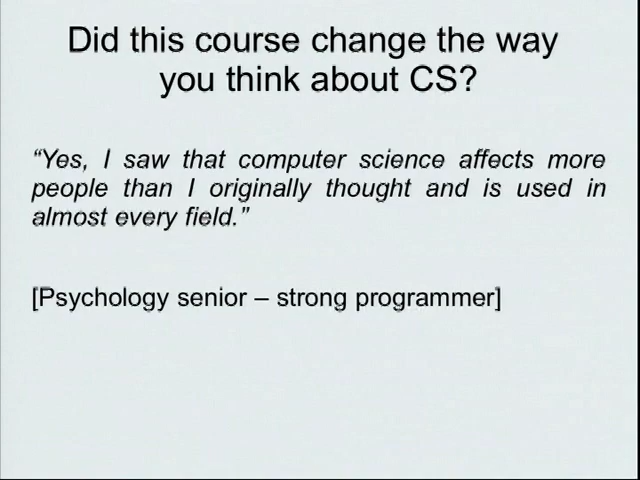 Did this course change the way
you think about CS?
“Yes, I saw that computer science affects more
people than I originally thought and is used in
almost every field.”
[Psychology senior – strong programmer]